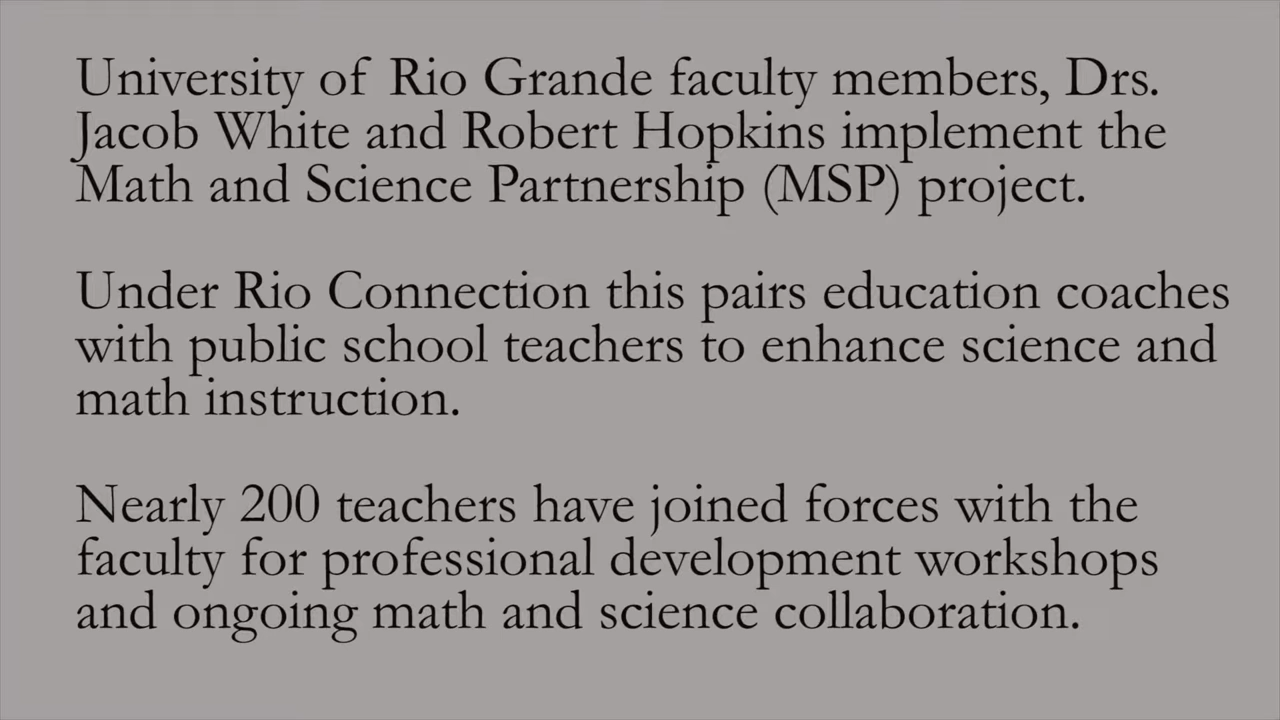 University of Rio Grande faculty members, Drs.
Jacob White and Robert Hopkins implement the
Math and Science Partnership (MSP) project.
Under Rio Connection this pairs education coaches
with public school teachers to enhance science and
math instruction.
Nearly 200 teachers have joined forces with the
faculty for professional development workshops
and ongoing math and science collaboration.